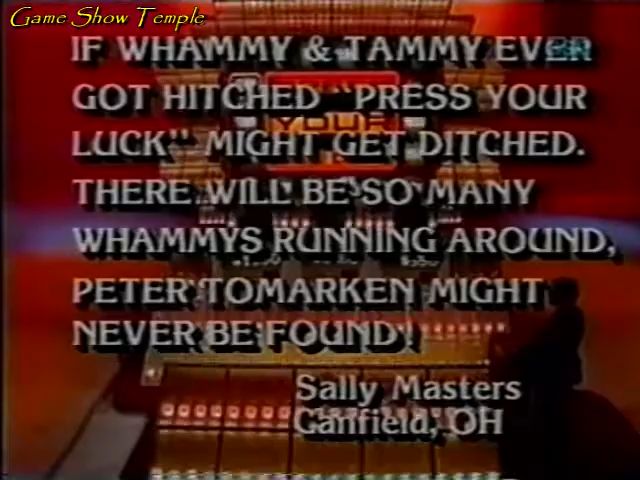 Game Show Temple
IF WHAMMY & TAMMY EVER
GOT HITCHED "PRESS YOUR
LUCK" MIGHT GET DITCHED.
THERE WILL BE SO MANY
WHAMMYS RUNNING AROUND,
PETER TOMARKEN MIGHT
NEVER BE FOUND!
Sally Masters
Canfield, OH